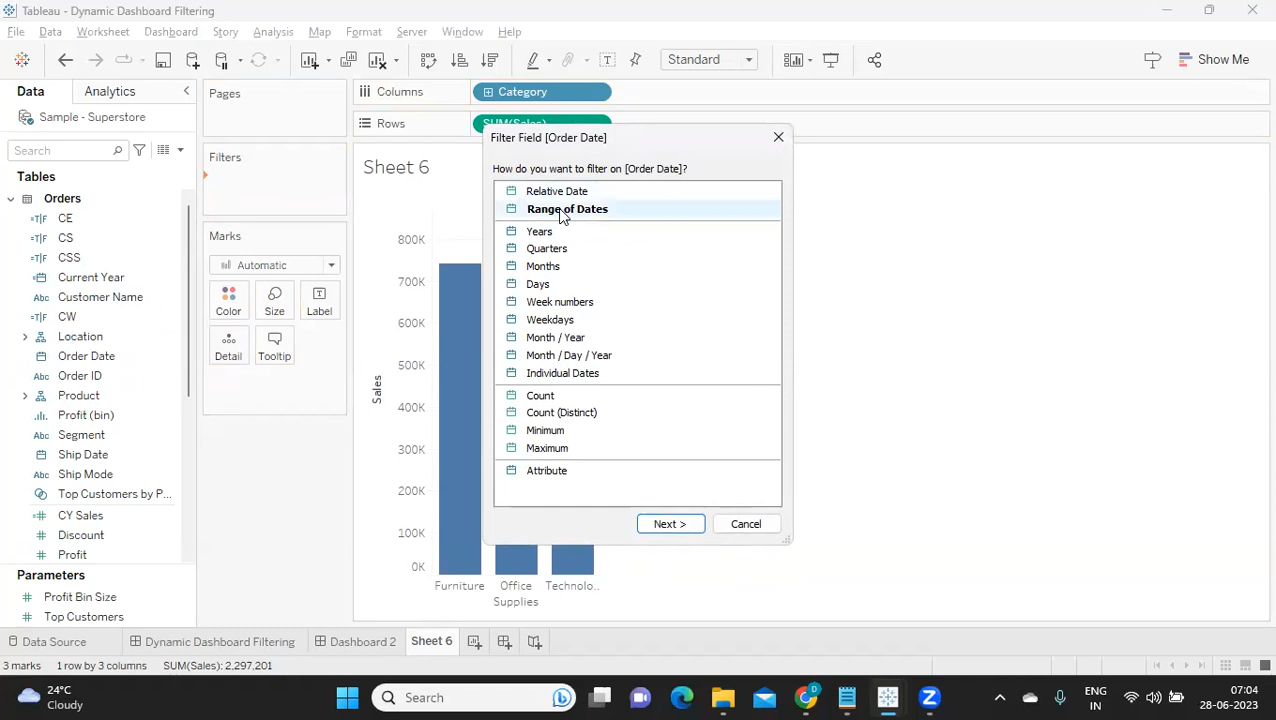 Tableau - Dynamic Dashboard Filtering
File Data Worksheet Dashboard Story Analysis Map Format Server Window Help
Standard
Show Me
Data Analytics
Sample - Superstore
Search
Tables
Orders
CE
CS
CSS
Current Year
Customer Name
CW
Location
Order Date
Order ID
Product
Profit (bin)
Segment
Ship Date
Ship Mode
Top Customers by P...
CY Sales
Discount
Profit
Parameters
Profit Bin Size
Top Customers
Pages
Filters
Marks
Automatic
Color Size Label
Detail Tooltip
Columns Category
Rows SUM(Sales)
Sheet 6
Sales
800K
700K
600K
500K
400K
300K
200K
100K
0K
Furniture
Office
Supplies
Technolo..
Filter Field [Order Date]
How do you want to filter on [Order Date]?
Relative Date
Range of Dates
Years
Quarters
Months
Days
Week numbers
Weekdays
Month / Year
Month / Day / Year
Individual Dates
Count
Count (Distinct)
Minimum
Maximum
Attribute
Next > Cancel
Data Source Dynamic Dashboard Filtering Dashboard 2 Sheet 6
3 marks 1 row by 3 columns SUM(Sales): 2,297,201
24°C
Cloudy
Search
ENG
IN
07:04
28-06-2023